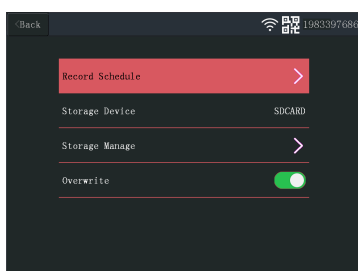 <Back
1983397686
Record Schedule
Storage Device
SDCARD
Storage Manage
Overwrite